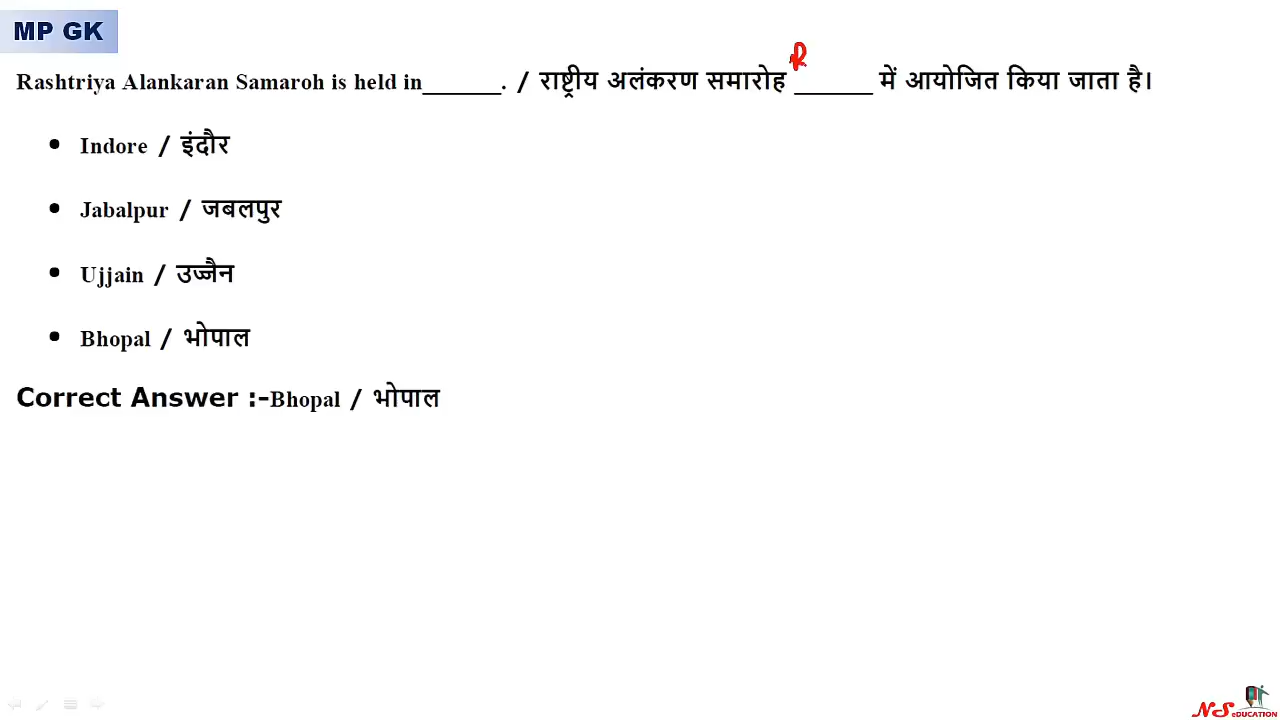 MP GK
R
Rashtriya Alankaran Samaroh is held in_______. / राष्ट्रीय अलंकरण समारोह _______ में आयोजित किया जाता है।
• Indore / इंदौर
• Jabalpur / जबलपुर
• Ujjain / उज्जैन
• Bhopal / भोपाल
Correct Answer :-Bhopal / भोपाल
NS eDUCATION